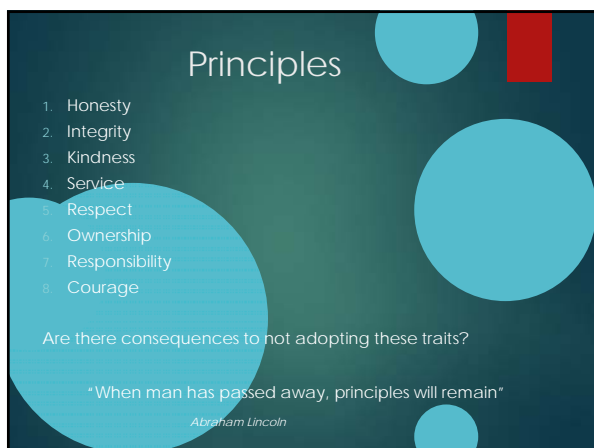 Principles
1. Honesty
2. Integrity
3. Kindness
4. Service
5. Respect
6. Ownership
7. Responsibility
8. Courage
Are there consequences to not adopting these traits?
“When man has passed away, principles will remain”
Abraham Lincoln